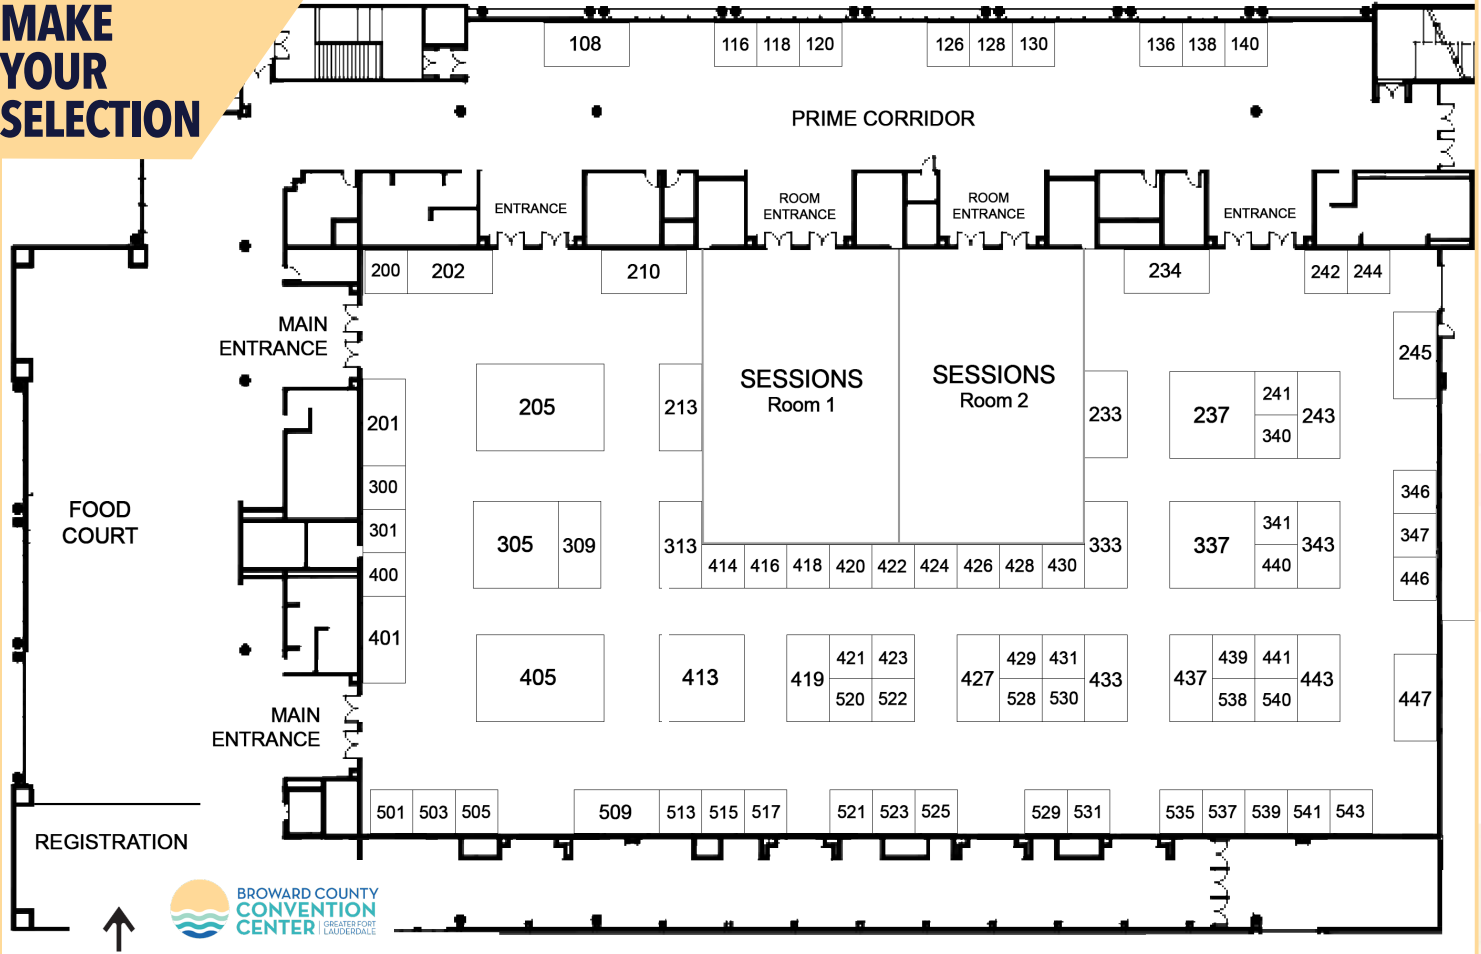 MAKE
YOUR
SELECTION
108
116 118 120
126 128 130
136 138 140
PRIME CORRIDOR
ENTRANCE
ROOM
ENTRANCE
ROOM
ENTRANCE
ENTRANCE
200 202
210
234
242 244
MAIN
ENTRANCE
245
SESSIONS
Room 1
SESSIONS
Room 2
201
205
213
233
237
241
340
243
300
346
FOOD
COURT
301
305 309
313
333
337
341
440
343
347
414 416 418 420 422 424 426 428 430
400
446
401
405
413
419
421 423
520 522
427
429 431
528 530
433
437
439 441
538 540
443
447
MAIN
ENTRANCE
501 503 505
509 513 515 517
521 523 525
529 531
535 537 539 541 543
REGISTRATION
BROWARD COUNTY
CONVENTION
CENTER
GREATER FORT
LAUDERDALE